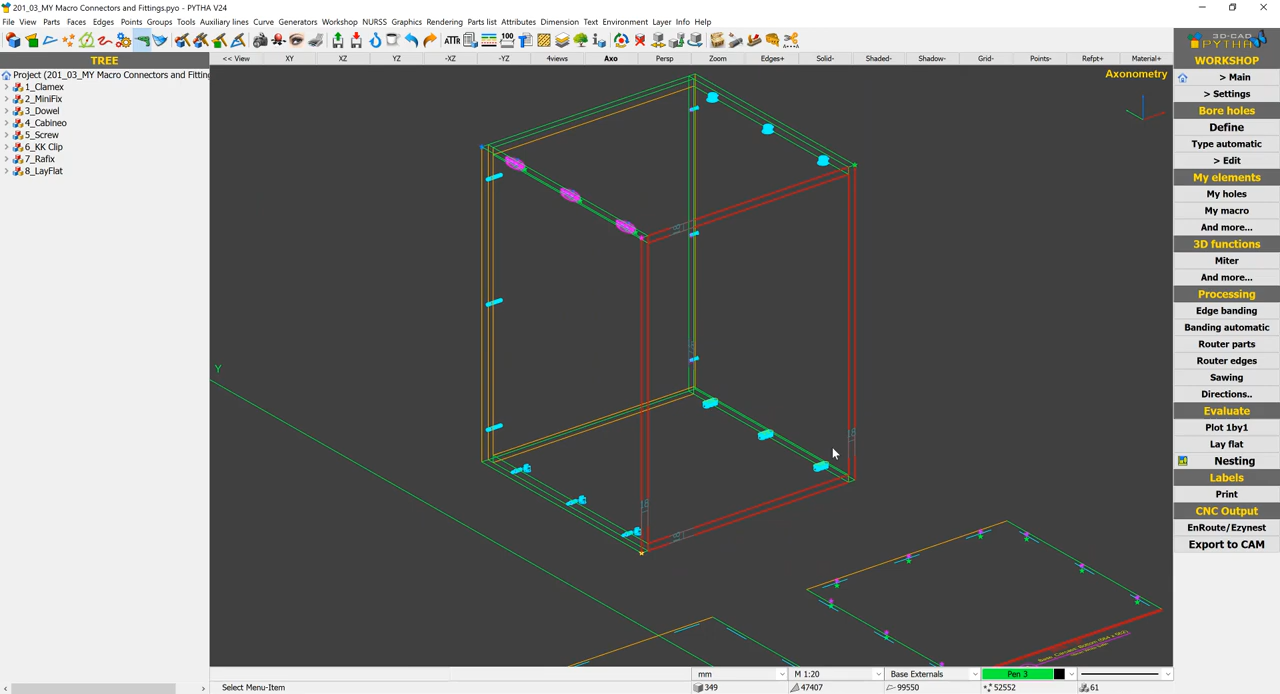 201_03_MY Macro Connectors and Fittings.pyo - PYTHA V24
File View Parts Faces Edges Points Groups Tools Auxiliary lines Curve Generators Workshop NURSS Graphics Rendering Parts list Attributes Dimension Text Environment Layer Info Help
ATTR 100
3D-CAD PYTHA
TREE
<< View XY XZ YZ -XZ -YZ 4views Axo Persp Zoom Edges+ Solid- Shaded- Shadow- Grid- Points- Refpt+ Material+
WORKSHOP
Project (201_03_MY Macro Connectors and Fitting
Axonometry
> Main
1_Clamex
> Settings
2_MiniFix
Bore holes
3_Dowel
Define
4_Cabineo
Type automatic
5_Screw
> Edit
6_KK Clip
My elements
7_Rafix
My holes
8_LayFlat
My macro
And more...
3D functions
Miter
And more...
Processing
Edge banding
Banding automatic
Router parts
Router edges
Y
Sawing
Directions..
Evaluate
Plot 1by1
Lay flat
Nesting
Labels
Print
CNC Output
EnRoute/Ezynest
Export to CAM
mm M 1:20 Base Externals Pen 3
Select Menu-Item 349 47407 99550 52552 61